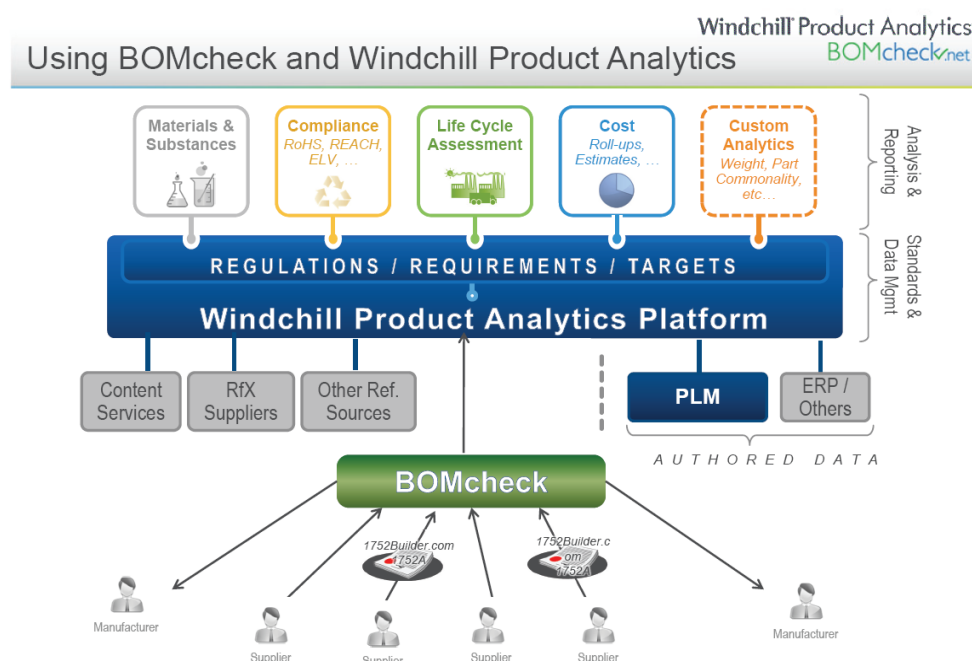 Windchill® Product Analytics
BOMcheck.net
Using BOMcheck and Windchill Product Analytics
Materials &
Substances
Compliance
RoHS, REACH,
ELV, …
Life Cycle
Assessment
Cost
Roll-ups,
Estimates, …
Custom
Analytics
Weight, Part
Commonality,
etc…
Analysis &
Reporting
REGULATIONS / REQUIREMENTS / TARGETS
Windchill Product Analytics Platform
Standards &
Data Mgmt
Content
Services
RfX
Suppliers
Other Ref.
Sources
PLM
ERP /
Others
AUTHORED DATA
BOMcheck
1752Builder.com
1752A
1752Builder.c
om
1752A
Manufacturer
Supplier
Supplier
Supplier
Supplier
Manufacturer